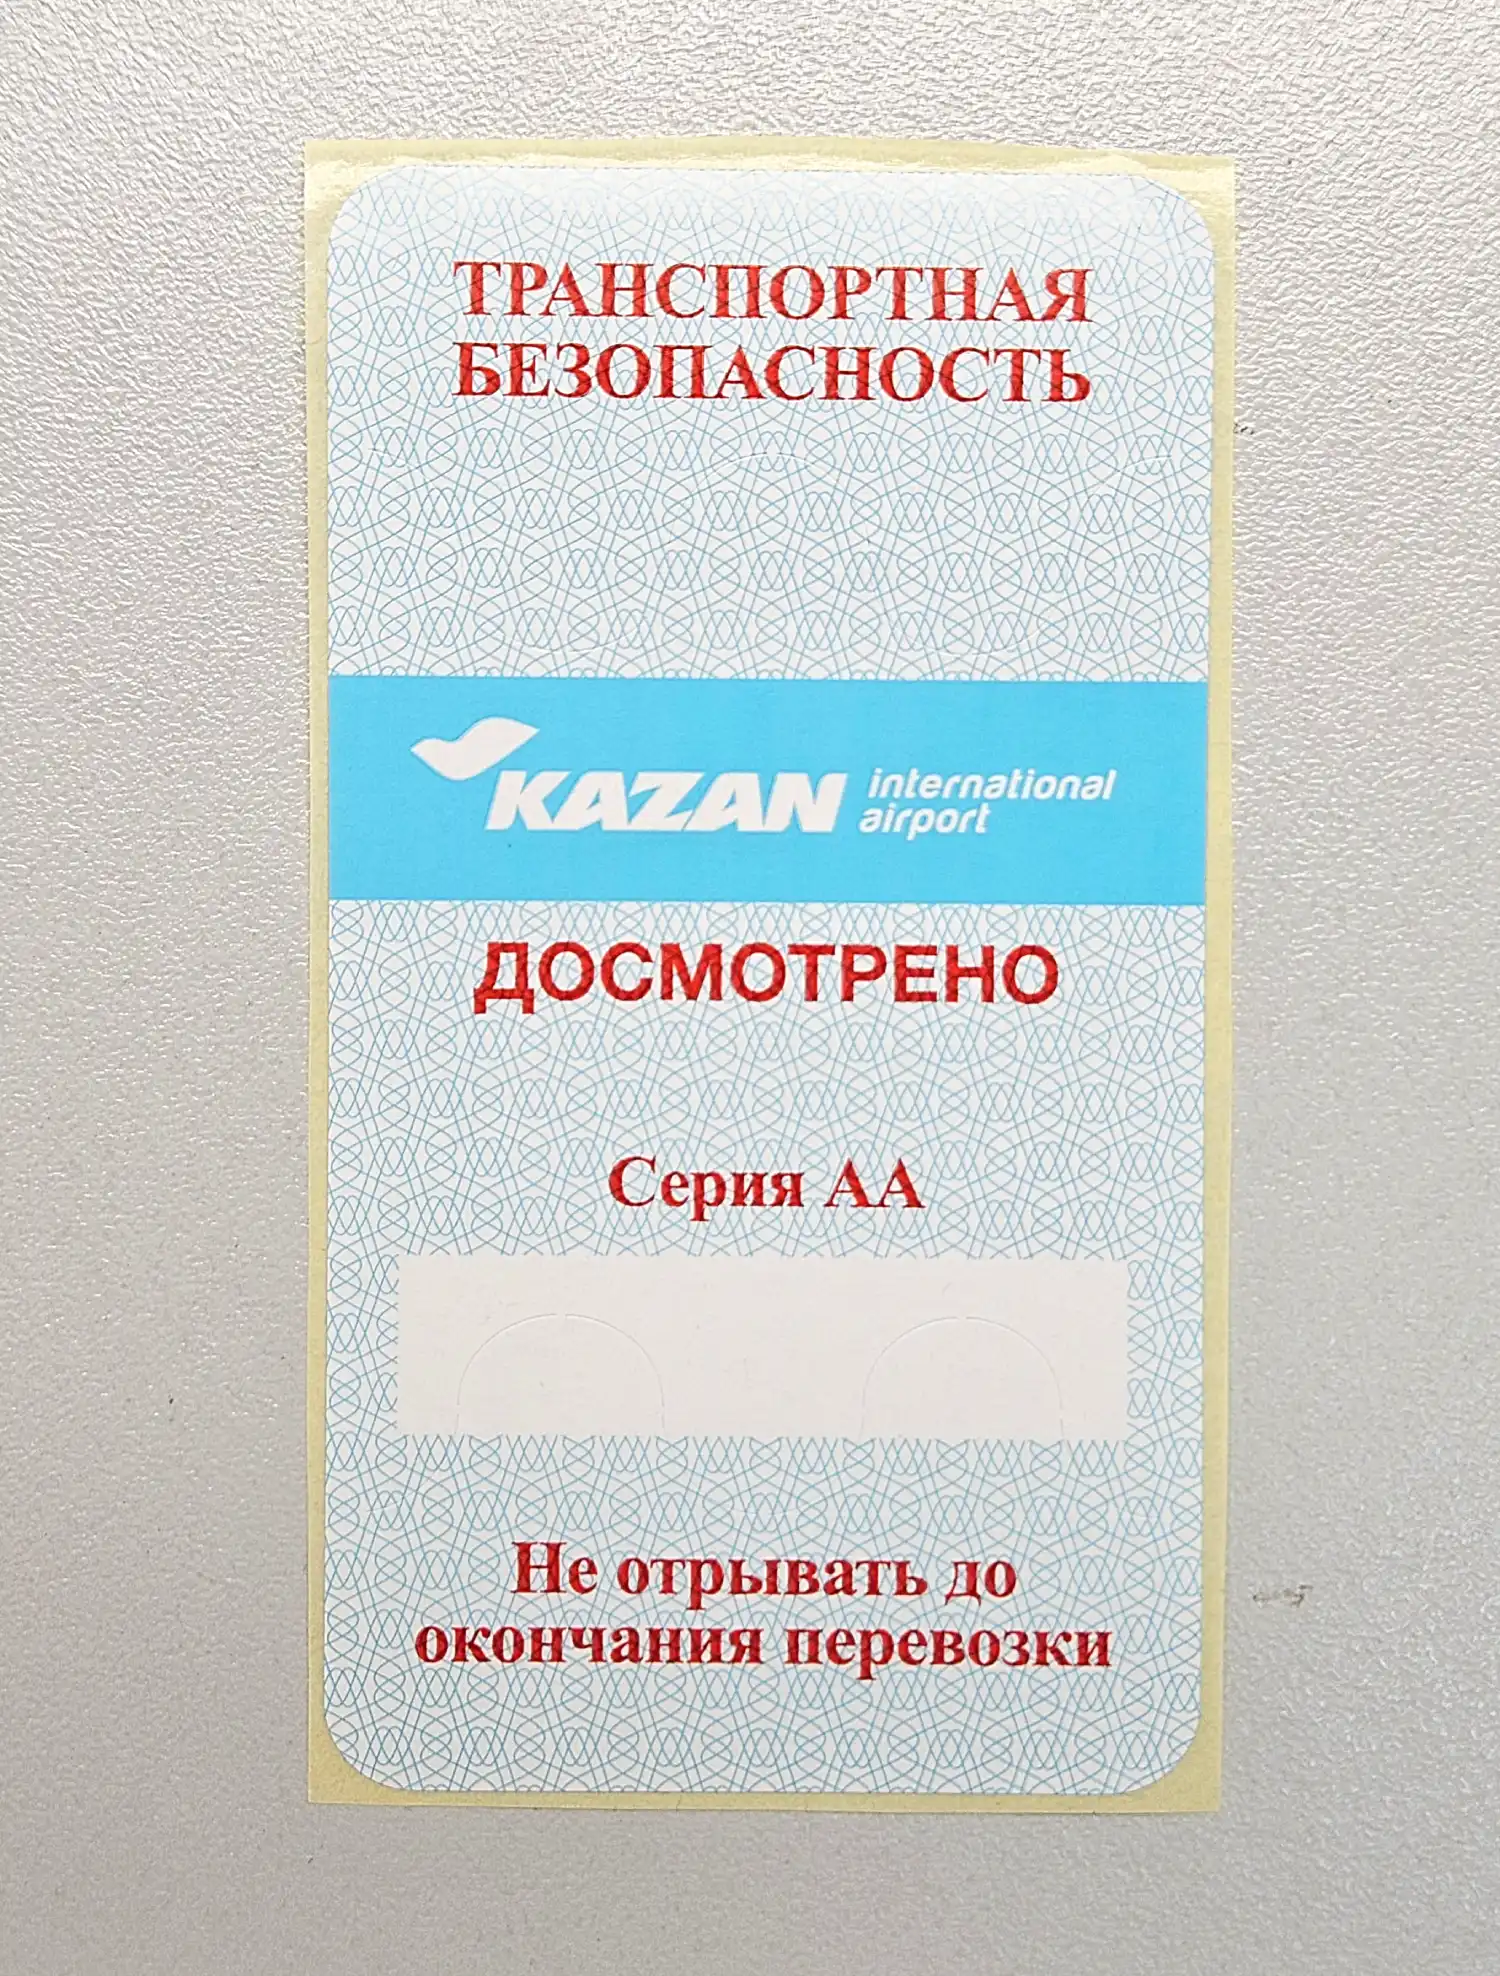 ТРАНСПОРТНАЯ
БЕЗОПАСНОСТЬ
KAZAN international
airport
ДОСМОТРЕНО
Серия АА
Не отрывать до
окончания перевозки